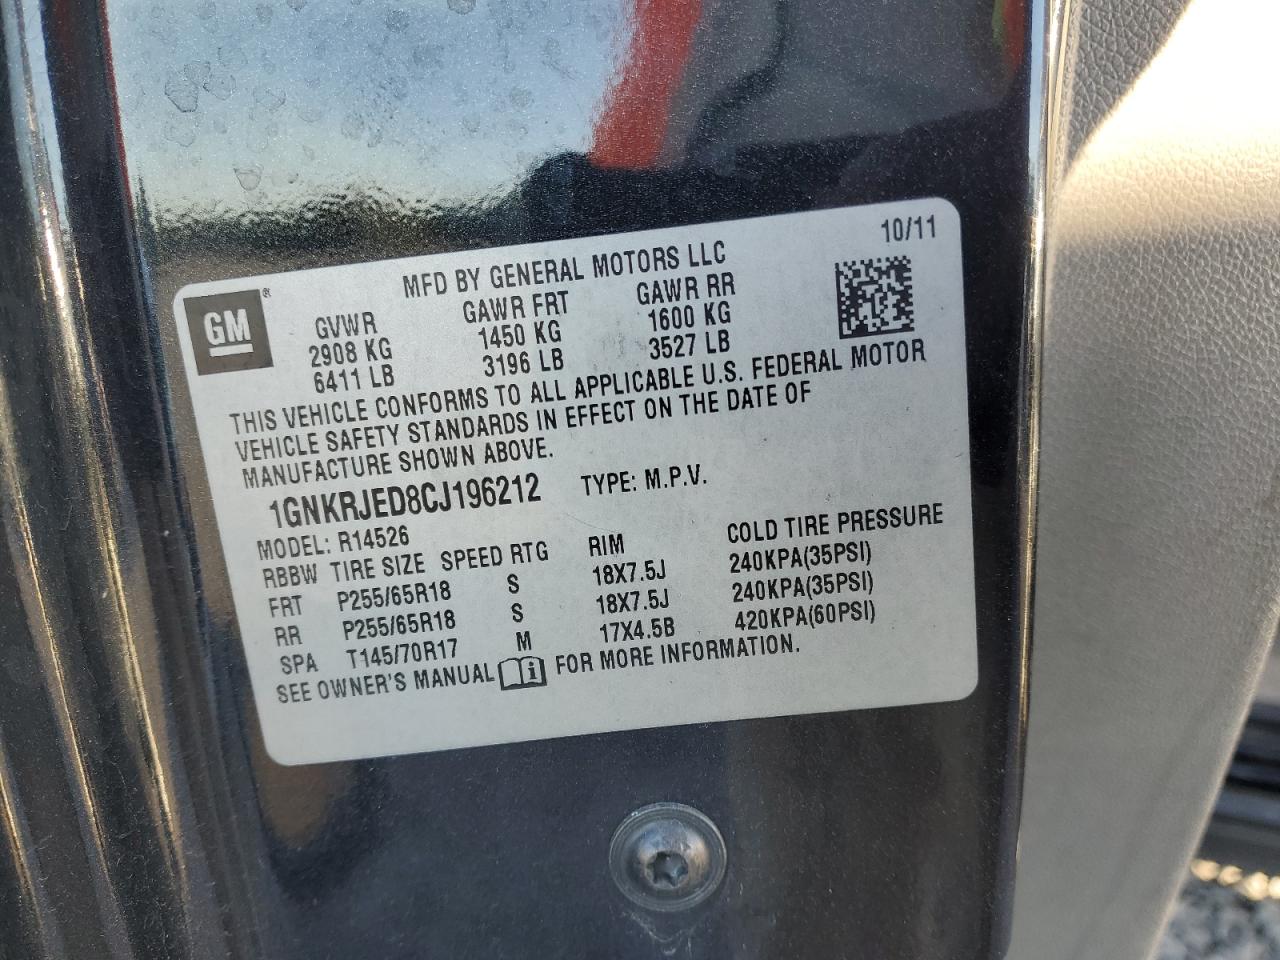 10/11
MFD BY GENERAL MOTORS LLC
GM ®
GVWR GAWR FRT GAWR RR
2908 KG 1450 KG 1600 KG
6411 LB 3196 LB 3527 LB
THIS VEHICLE CONFORMS TO ALL APPLICABLE U.S. FEDERAL MOTOR
VEHICLE SAFETY STANDARDS IN EFFECT ON THE DATE OF
MANUFACTURE SHOWN ABOVE.
1GNKRJED8CJ196212 TYPE: M.P.V.
MODEL: R14526
RBBW TIRE SIZE SPEED RTG RIM COLD TIRE PRESSURE
FRT P255/65R18 S 18X7.5J 240KPA(35PSI)
RR P255/65R18 S 18X7.5J 240KPA(35PSI)
SPA T145/70R17 M 17X4.5B 420KPA(60PSI)
SEE OWNER'S MANUAL i FOR MORE INFORMATION.